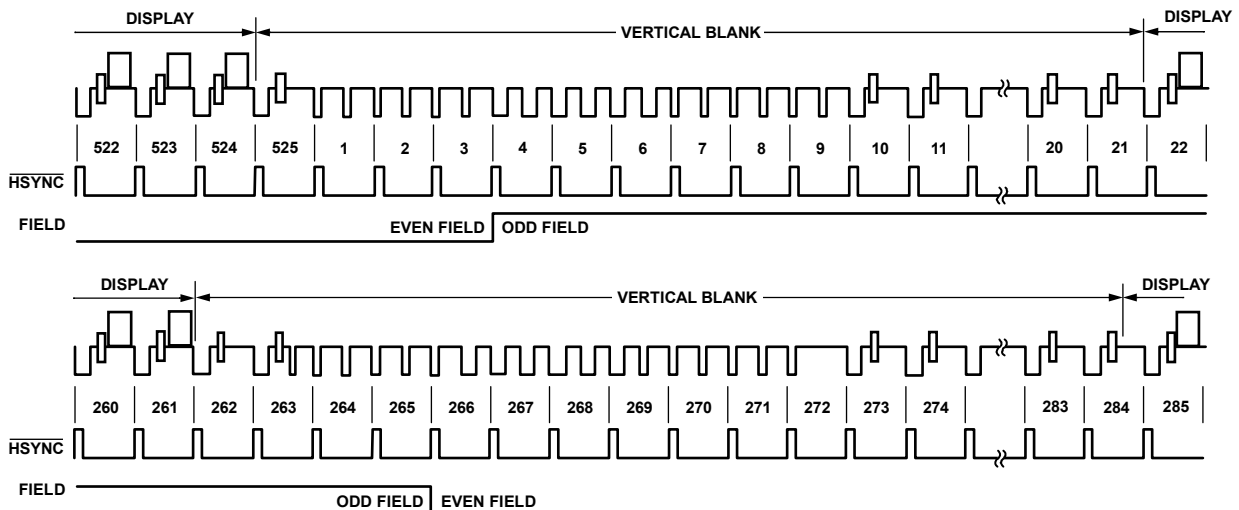 DISPLAY VERTICAL BLANK DISPLAY
522 523 524 525 1 2 3 4 5 6 7 8 9 10 11 20 21 22
HSYNC
FIELD EVEN FIELD ODD FIELD
DISPLAY VERTICAL BLANK DISPLAY
260 261 262 263 264 265 266 267 268 269 270 271 272 273 274 283 284 285
HSYNC
FIELD ODD FIELD EVEN FIELD